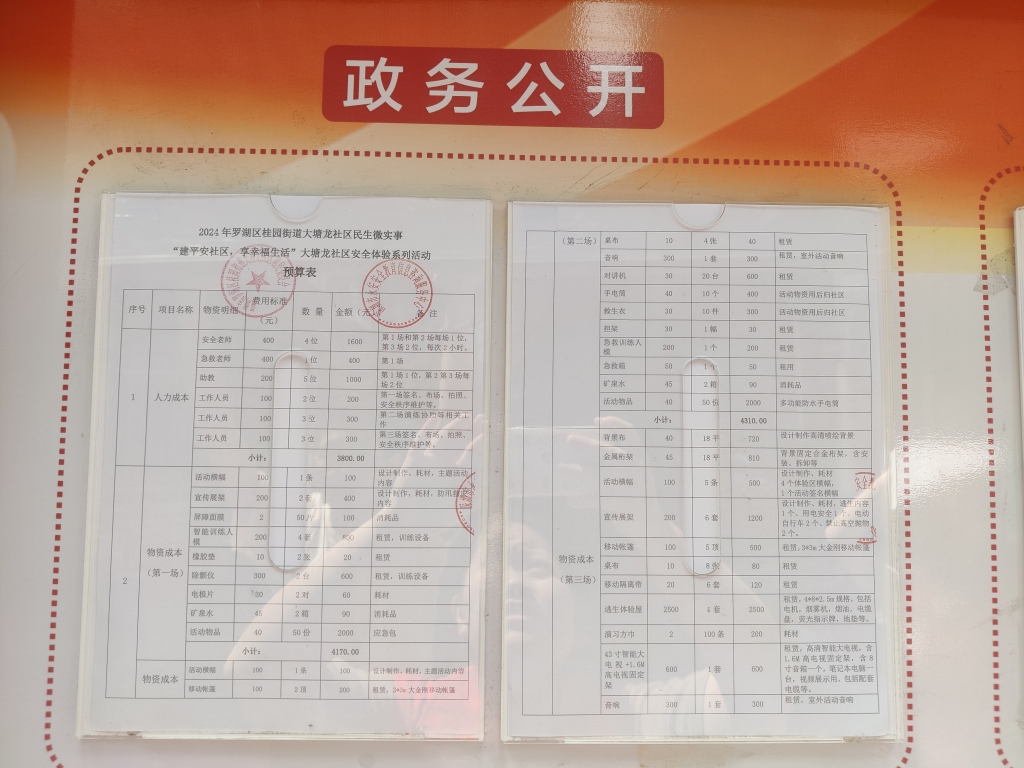 政务公开
2024年罗湖区桂园街道大塘龙社区民生微实事
“建平安社区，享幸福生活”大塘龙社区安全体验系列活动
预算表
序号 项目名称 物资明细 费用标准（元） 数量 金额（元） 备注
1 人力成本
安全老师 400 4位 1600 第1场和第2场每场1位，第3场2位，每次2小时。
急救老师 400 1位 400 第1场
助教 200 5位 1000 第1场1位，第2第3场每场2位
工作人员 100 2位 200 第一场签名、布场、拍照、安全秩序维护等。
工作人员 100 3位 300 第二场演练协助等相关工作
工作人员 100 3位 300 第三场签名、布场、拍照、安全秩序维护等。
小计： 3800.00
2 物资成本（第一场）
活动横幅 100 1条 100 设计制作，耗材，主题活动内容
宣传展架 200 2套 400 设计制作，耗材，防汛内容
屏障面膜 2 50片 100 消耗品
智能训练人模 200 4套 800 租赁，训练设备
橡胶垫 10 2张 20 租赁
除颤仪 300 2台 600 租赁，训练设备
电极片 30 2对 60 耗材
矿泉水 45 2箱 90 消耗品
活动物品 40 50份 2000 应急包
小计： 4170.00
物资成本
活动横幅 100 1条 100 设计制作，耗材，主题活动内容
移动帐篷 100 2顶 200 租赁，3*3m大金刚移动帐篷
（第二场） 桌布 10 4张 40 租赁
音响 300 1套 300 租赁，室外活动音响
对讲机 30 20台 600 租赁
手电筒 40 10个 400 活动物资用后归社区
救生衣 30 10件 300 活动物资用后归社区
担架 30 1幅 30 租赁
急救训练人模 200 1个 200 租赁
急救箱 50 1个 50 租用
矿泉水 45 2箱 90 消耗品
活动物品 40 50份 2000 多功能防水手电筒
小计： 4310.00
物资成本（第三场）
背景布 40 18平 720 设计制作高清喷绘背景
金属桁架 45 18平 810 背景固定合金桁架，含安装、拆卸等
活动横幅 100 5条 500 设计制作、耗材 4个体验区横幅，1个活动签名横幅
宣传展架 200 6套 1200 设计制作、耗材，逃生内容1个、用电安全1个、电动自行车2个、禁止高空抛物2个。
移动帐篷 100 5顶 500 租赁，3*3m大金刚移动帐篷
桌布 10 8张 80 租赁
移动隔离带 20 6套 120 租赁
逃生体验屋 2500 1套 2500 租赁，4*8*2.5m规格，包括电机、烟雾机、烟油、电缆盘、荧光指示牌、地垫等。
演习方巾 2 100条 200 耗材
43寸智能大电视+1.6M高电视固定架 600 1套 600 租赁，高清智能大电视，含1.6M高电视固定架，含8寸音箱一个，笔记本电脑一台，视频展示用，包括配套电缆等。
音响 300 1套 300 租赁，室外活动音响